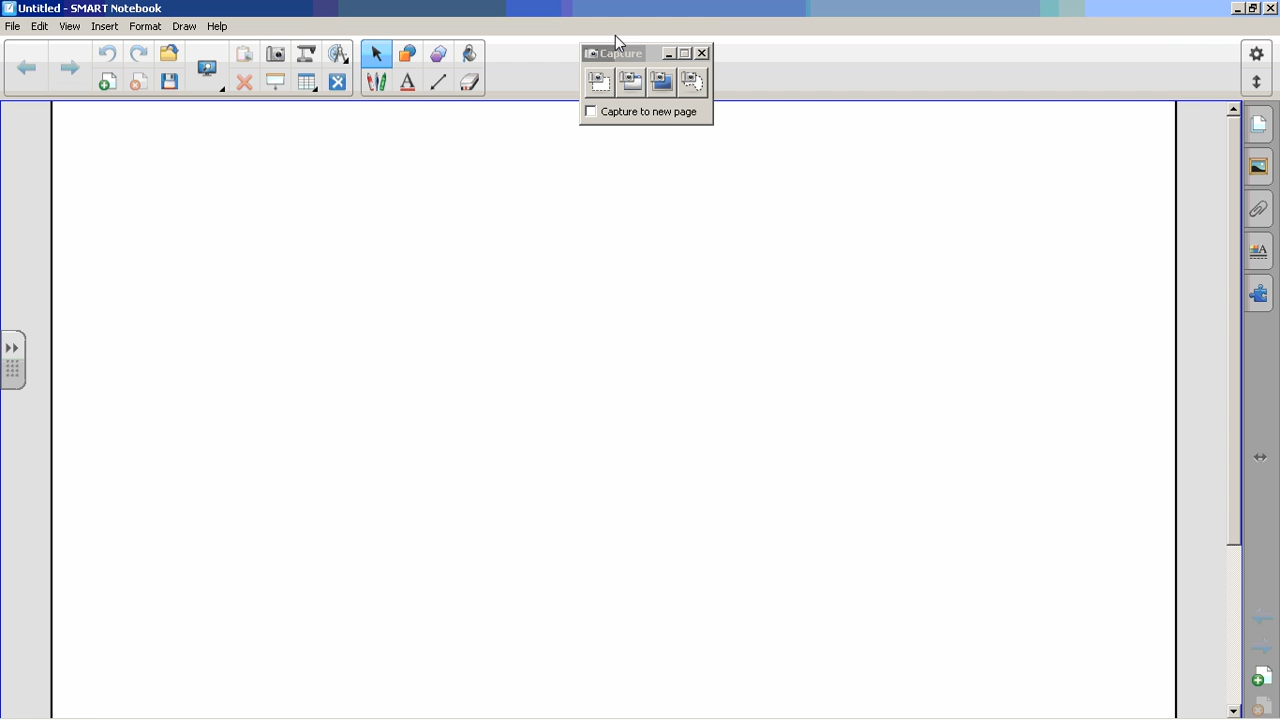 Untitled - SMART Notebook
File Edit View Insert Format Draw Help
Capture
Capture to new page